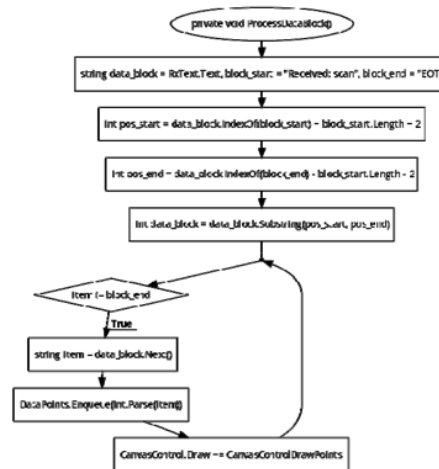 private void ProcessDataBlock()
string data_block = RxText.Text, block_start = "Received: scan", block_end = "EOT
int pos_start = data_block.IndexOf(block_start) + block_start.Length + 2
int pos_end = data_block.IndexOf(block_end) - block_start.Length - 2
int data_block = data_block.Substring(pos_start, pos_end)
item != block_end
True
string item = data_block.Next()
DataPoints.Enqueue(int.Parse(item))
CanvasControl.Draw += CanvasControlDrawPoints